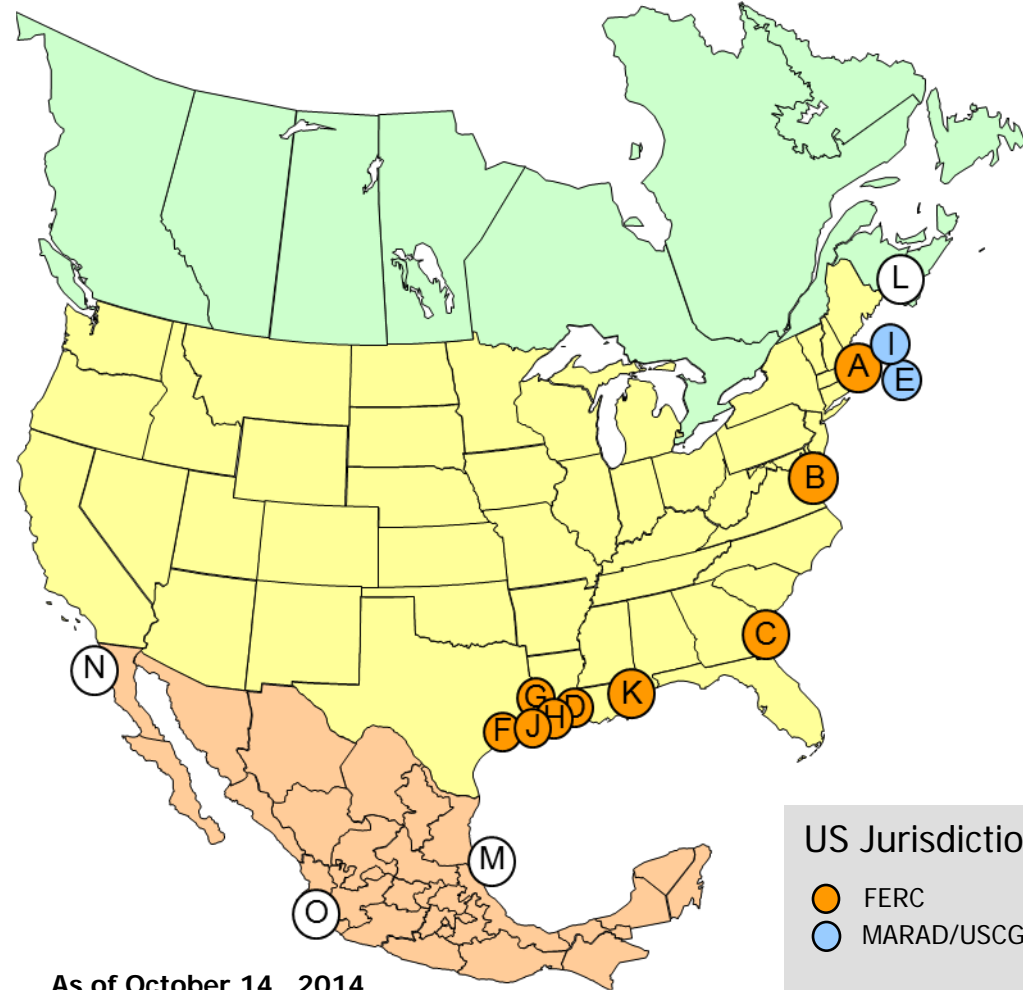 L
I
A
E
B
C
N
G
K
D
H
F
J
M
O
US Jurisdictio
FERC
MARAD/USCG
As of October 14, 2014